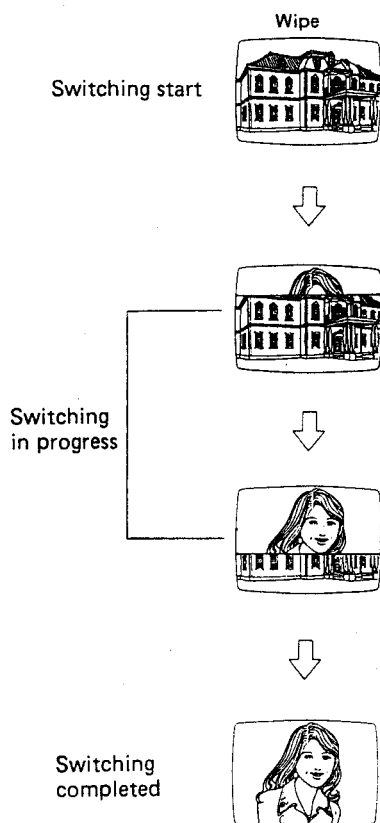 Wipe
Switching start
Switching
in progress
Switching
completed